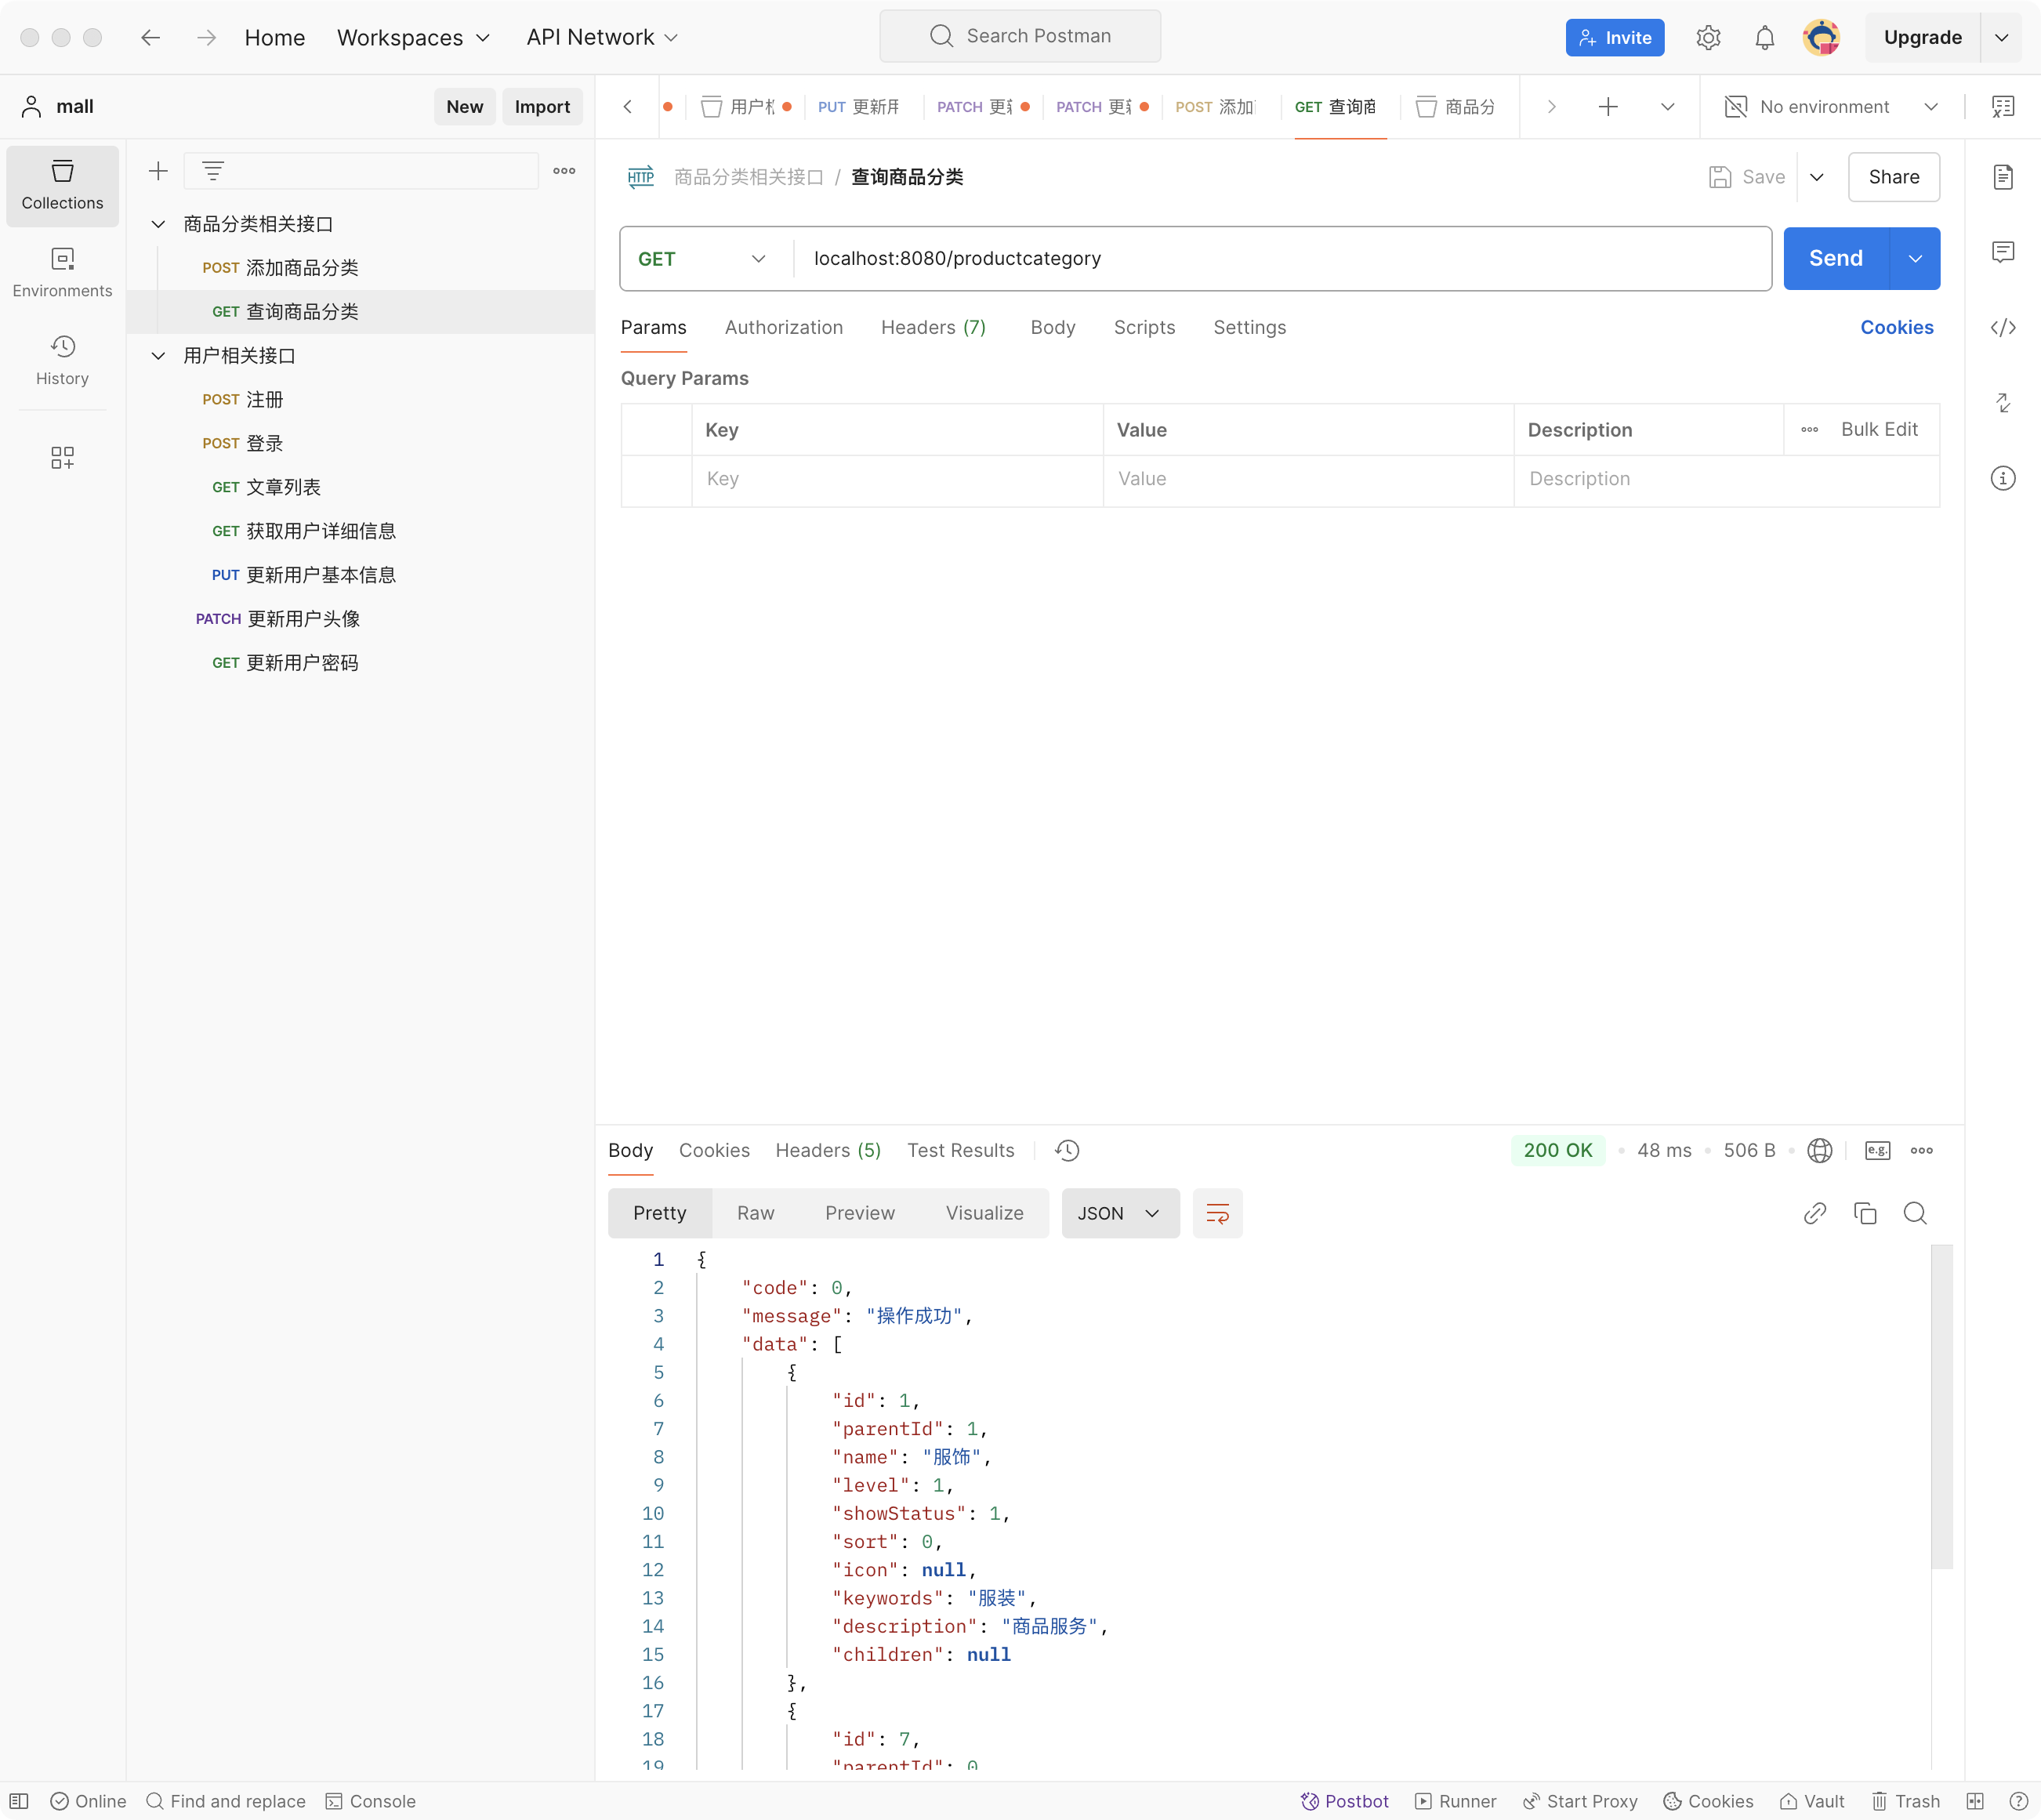 Home Workspaces API Network Search Postman Invite Upgrade
mall New Import
用户相 PUT 更新用 PATCH 更新 PATCH 更新 POST 添加 GET 查询商 商品分 No environment
Collections
Environments
History
商品分类相关接口
POST 添加商品分类
GET 查询商品分类
用户相关接口
POST 注册
POST 登录
GET 文章列表
GET 获取用户详细信息
PUT 更新用户基本信息
PATCH 更新用户头像
GET 更新用户密码
HTTP 商品分类相关接口 / 查询商品分类 Save Share
GET localhost:8080/productcategory Send
Params Authorization Headers (7) Body Scripts Settings Cookies
Query Params
Key Value Description Bulk Edit
Key Value Description
Body Cookies Headers (5) Test Results 200 OK 48 ms 506 B e.g.
Pretty Raw Preview Visualize JSON
1 {
2 "code": 0,
3 "message": "操作成功",
4 "data": [
5 {
6 "id": 1,
7 "parentId": 1,
8 "name": "服饰",
9 "level": 1,
10 "showStatus": 1,
11 "sort": 0,
12 "icon": null,
13 "keywords": "服装",
14 "description": "商品服务",
15 "children": null
16 },
17 {
18 "id": 7,
19 "parentId": 0
Online Find and replace Console Postbot Runner Start Proxy Cookies Vault Trash